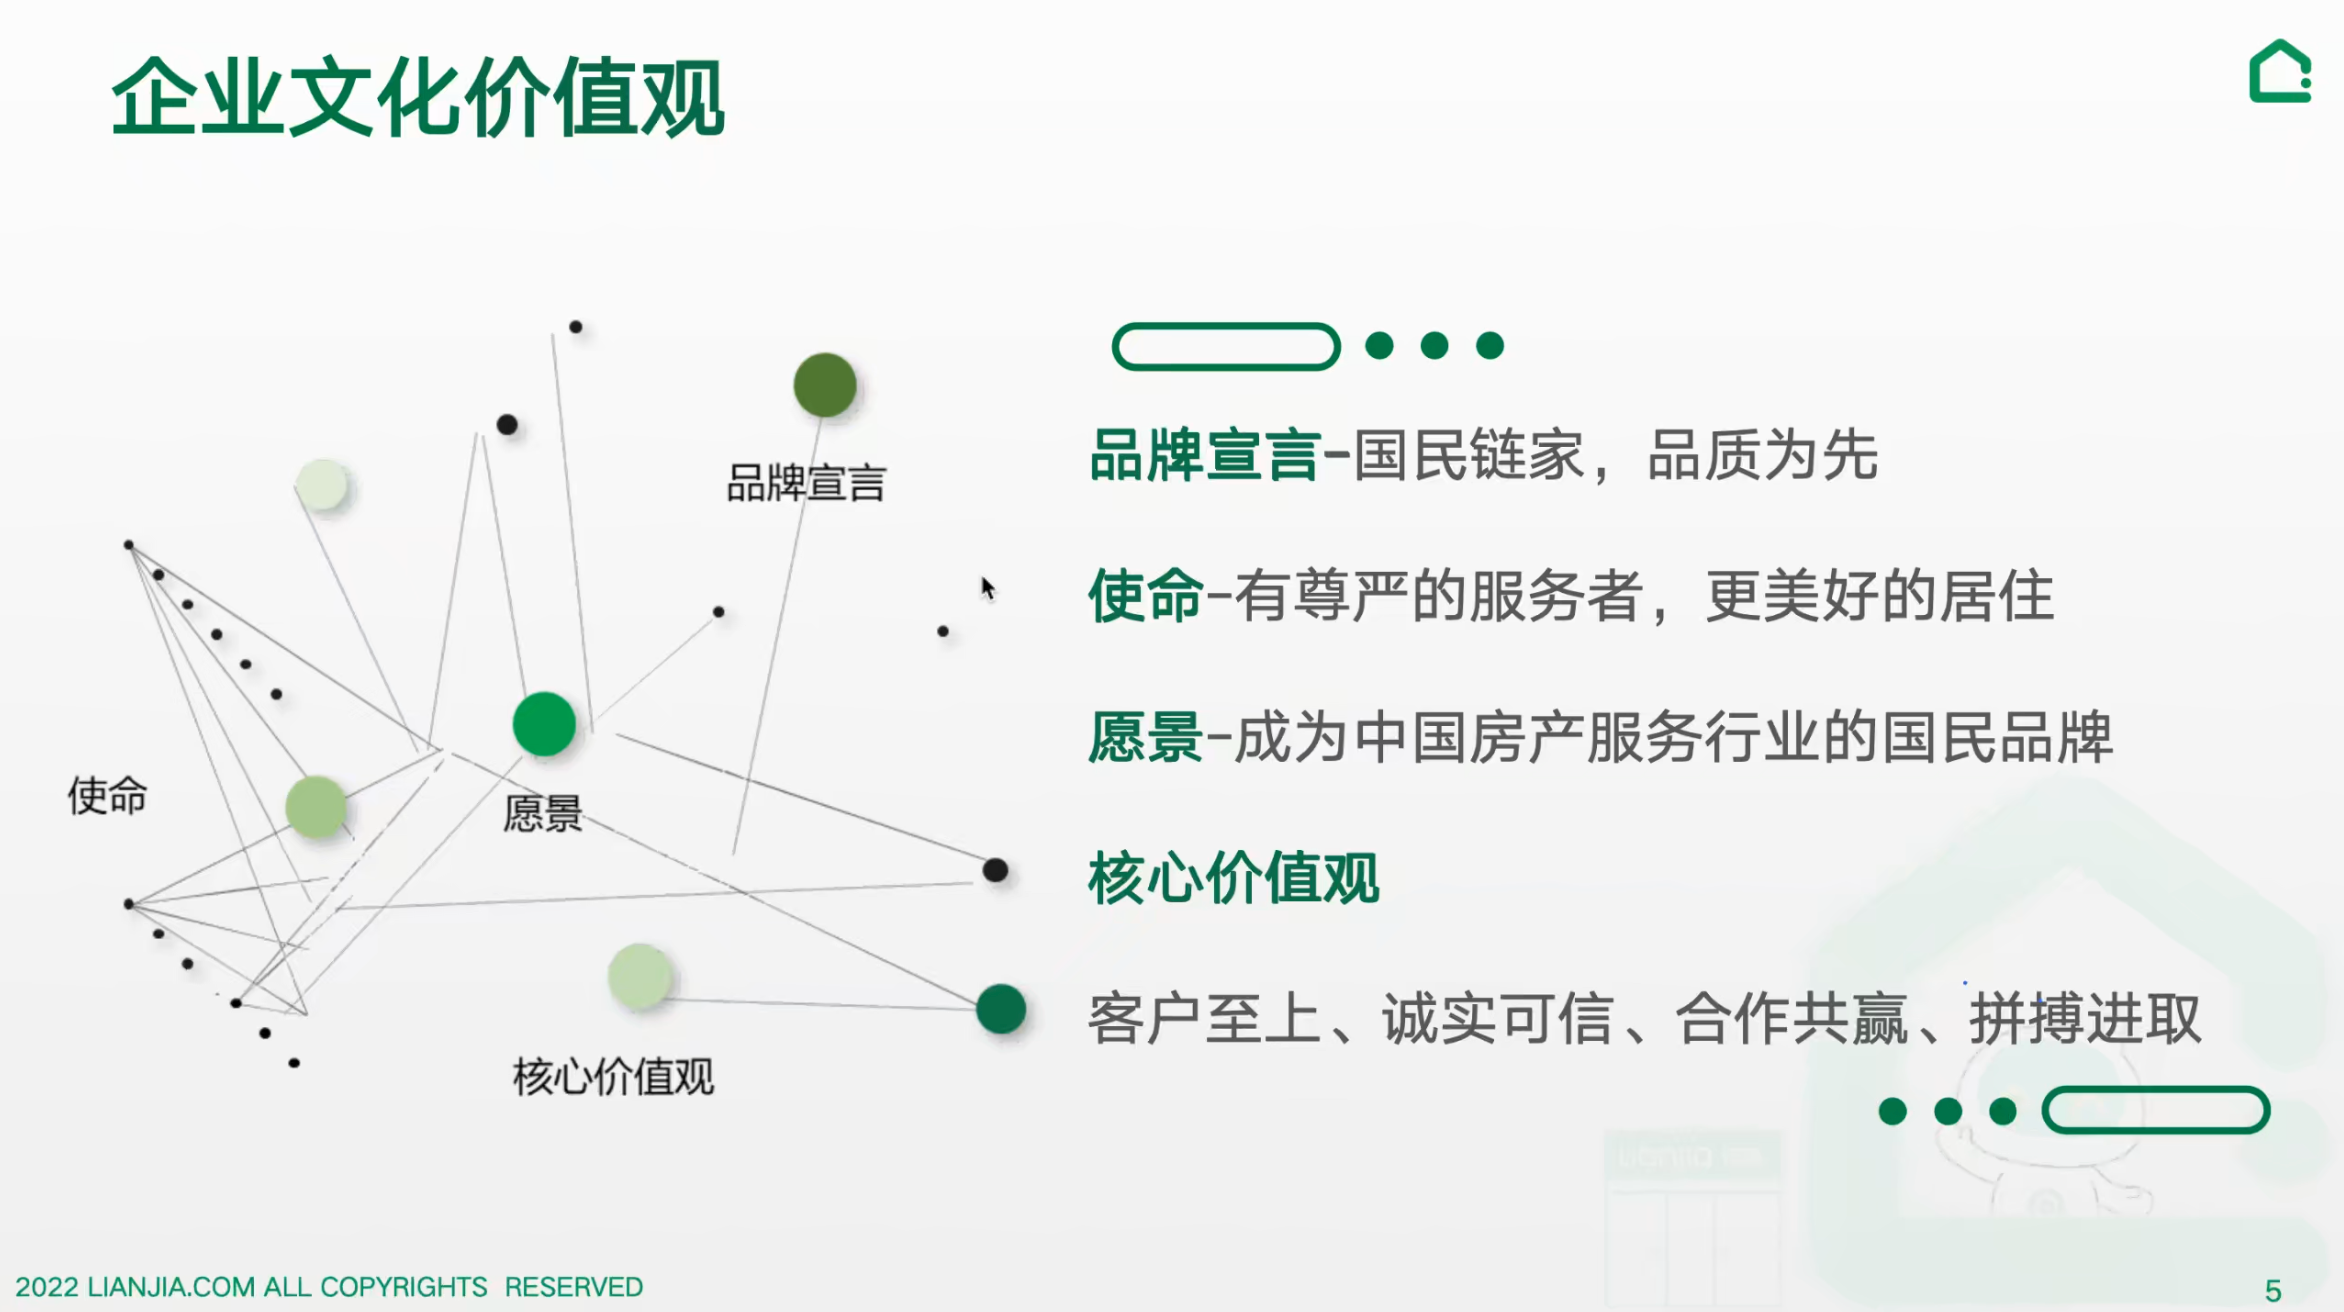 企业文化价值观
品牌宣言
使命
愿景
核心价值观
品牌宣言-国民链家，品质为先
使命-有尊严的服务者，更美好的居住
愿景-成为中国房产服务行业的国民品牌
核心价值观
客户至上、诚实可信、合作共赢、拼搏进取
Lianjia
2022 LIANJIA.COM ALL COPYRIGHTS RESERVED
5